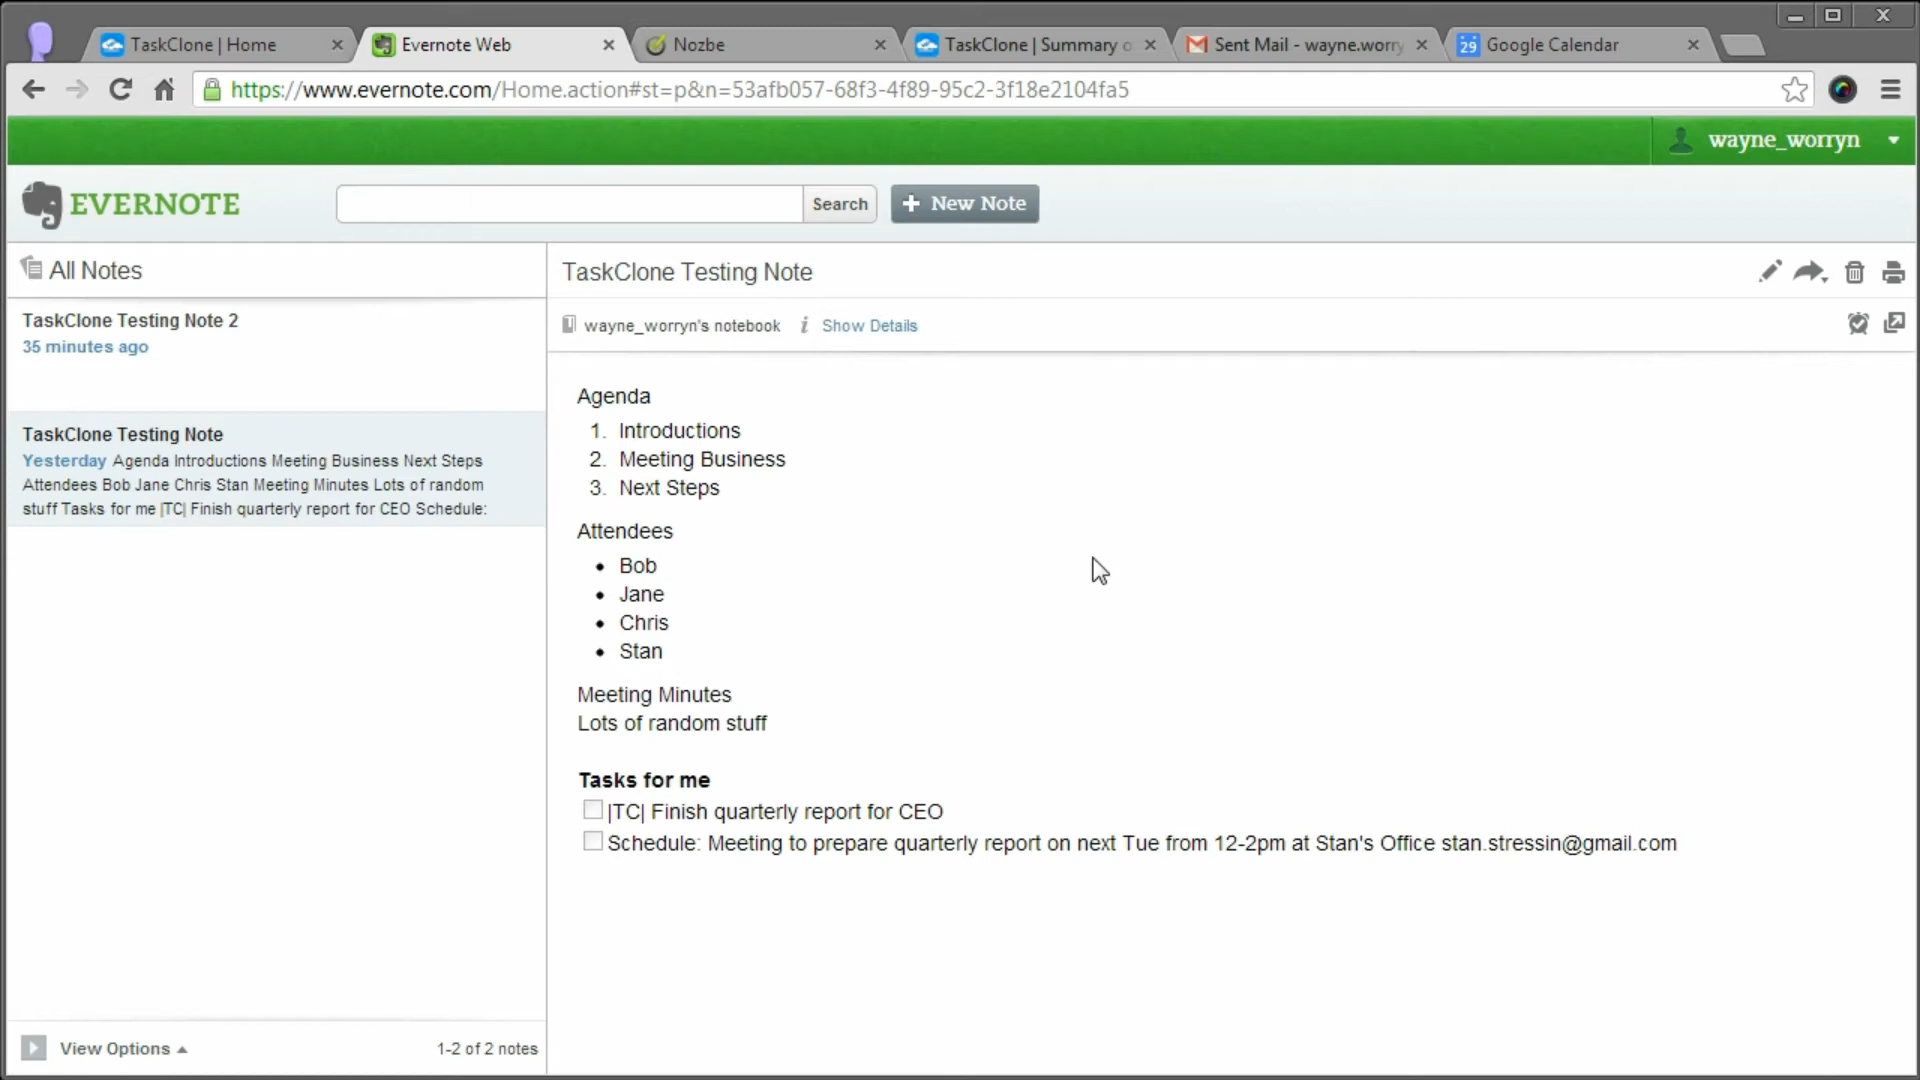 TaskClone | Home
Evernote Web
Nozbe
TaskClone | Summary o
Sent Mail - wayne.worry
29
Google Calendar
https://www.evernote.com/Home.action#st=p&n=53afb057-68f3-4f89-95c2-3f18e2104fa5
wayne_worryn
EVERNOTE
Search
+ New Note
All Notes
TaskClone Testing Note 2
35 minutes ago
TaskClone Testing Note
Yesterday Agenda Introductions Meeting Business Next Steps
Attendees Bob Jane Chris Stan Meeting Minutes Lots of random
stuff Tasks for me |TC| Finish quarterly report for CEO Schedule:
View Options
1-2 of 2 notes
TaskClone Testing Note
wayne_worryn's notebook i Show Details
Agenda
1. Introductions
2. Meeting Business
3. Next Steps
Attendees
• Bob
• Jane
• Chris
• Stan
Meeting Minutes
Lots of random stuff
Tasks for me
|TC| Finish quarterly report for CEO
Schedule: Meeting to prepare quarterly report on next Tue from 12-2pm at Stan's Office stan.stressin@gmail.com